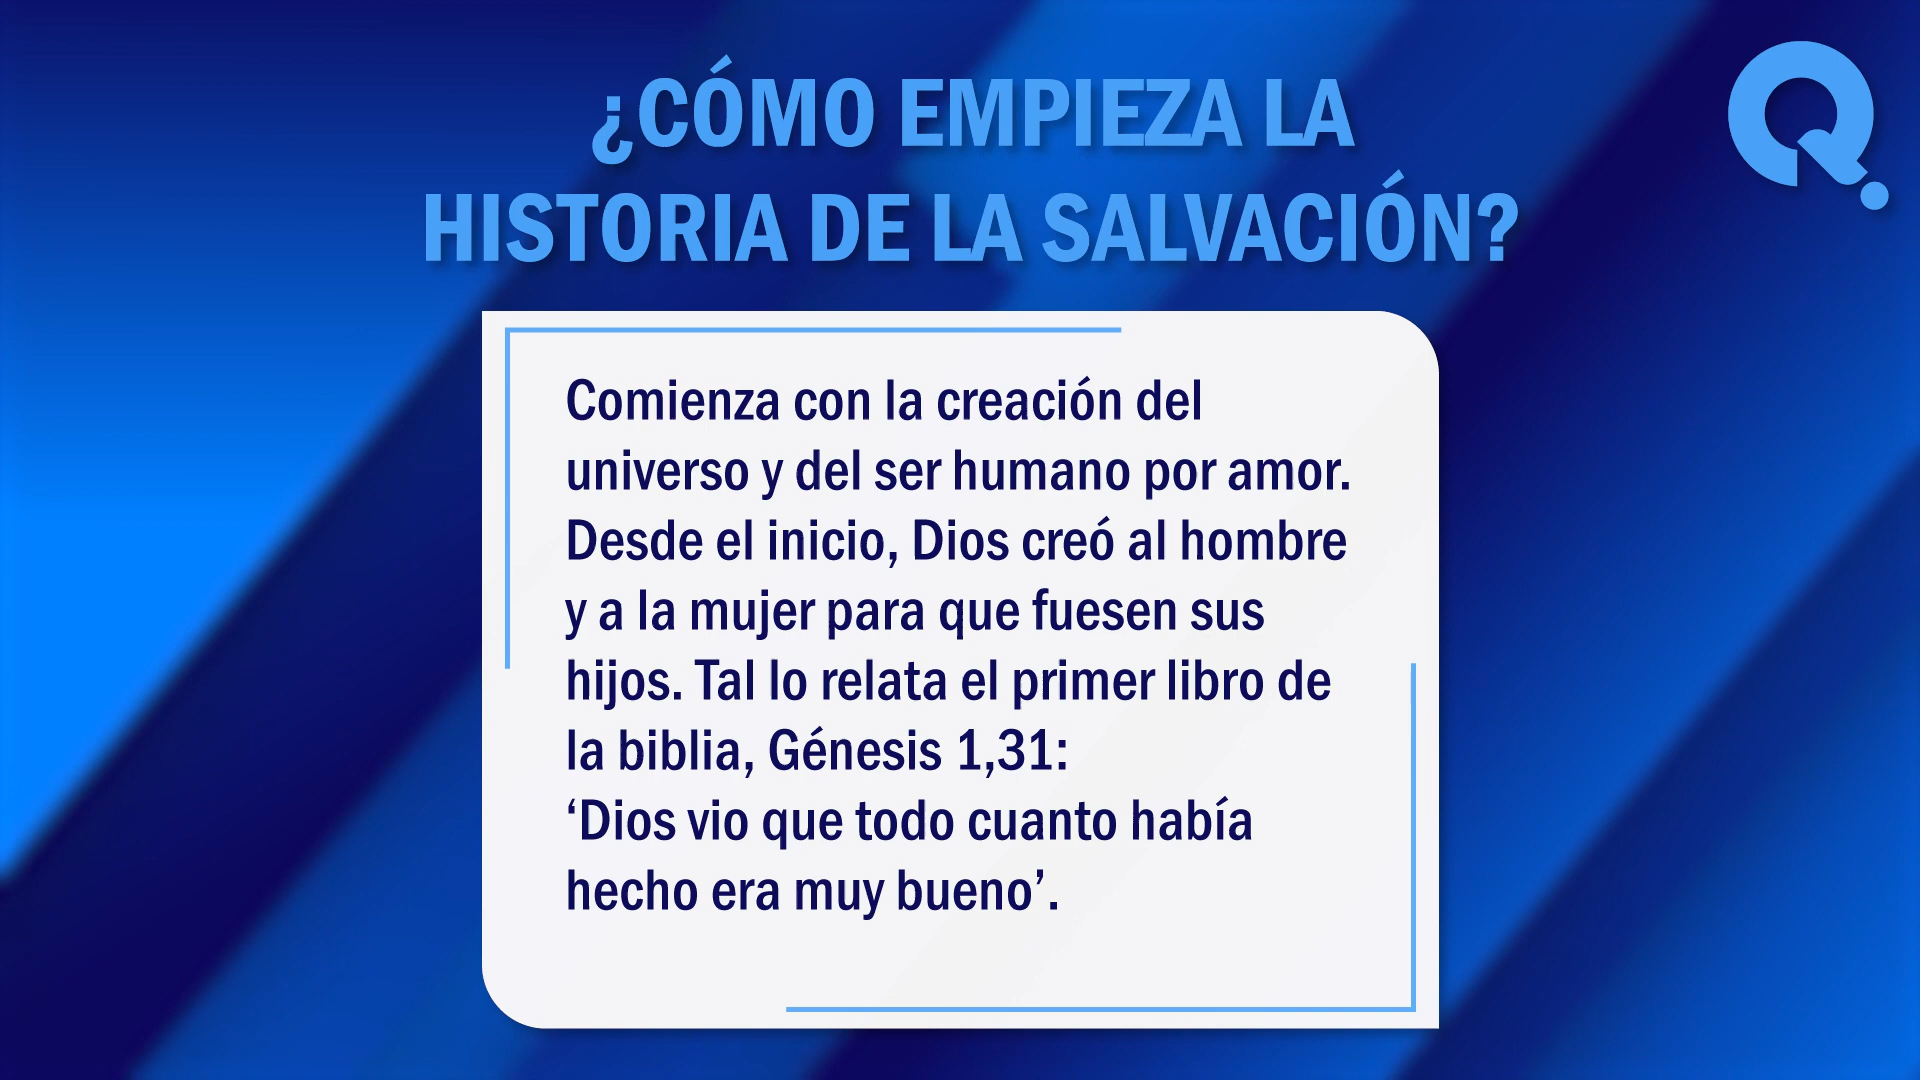 ¿CÓMO EMPIEZA LA
HISTORIA DE LA SALVACIÓN?
Q.
Comienza con la creación del
universo y del ser humano por amor.
Desde el inicio, Dios creó al hombre
y a la mujer para que fuesen sus
hijos. Tal lo relata el primer libro de
la biblia, Génesis 1,31:
‘Dios vio que todo cuanto había
hecho era muy bueno’.